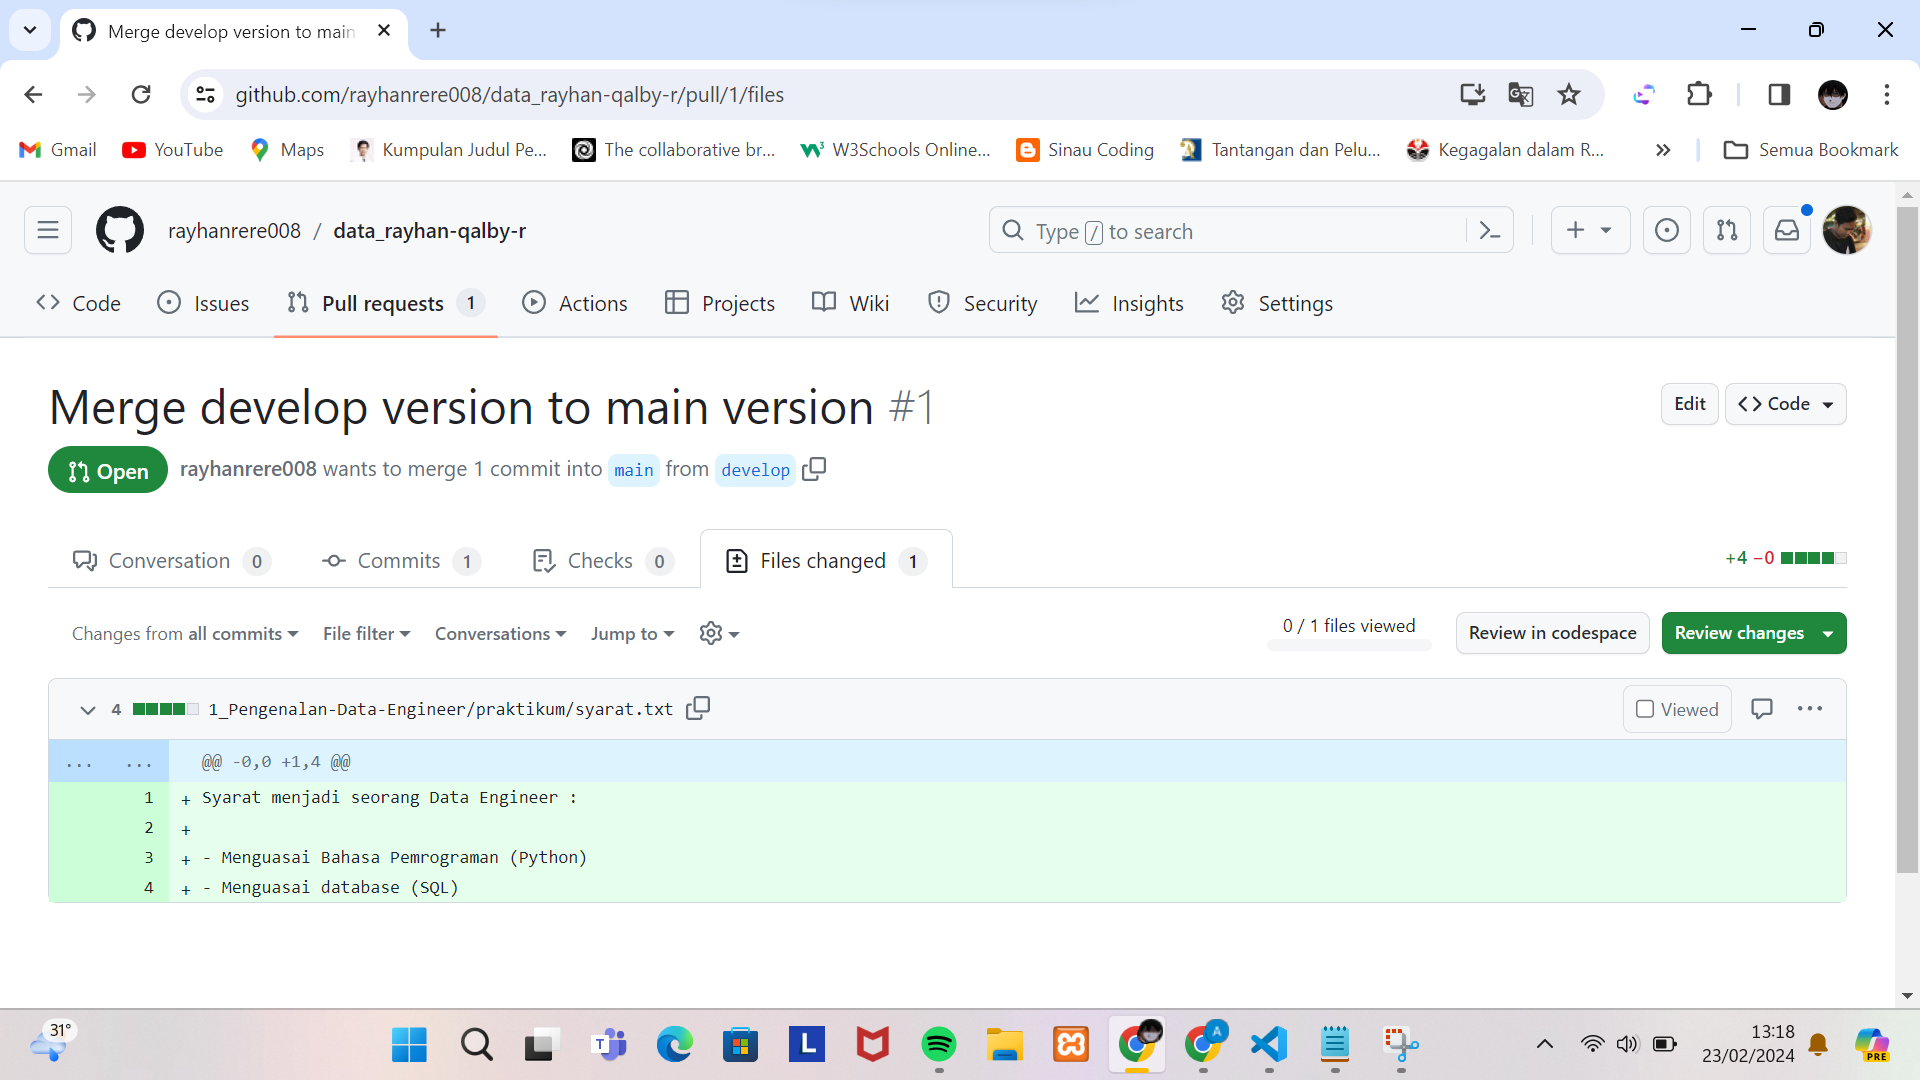 Merge develop version to main
github.com/rayhanrere008/data_rayhan-qalby-r/pull/1/files
Gmail
YouTube
Maps
Kumpulan Judul Pe...
The collaborative br...
W3Schools Online...
Sinau Coding
Tantangan dan Pelu...
Kegagalan dalam R...
Semua Bookmark
rayhanrere008 / data_rayhan-qalby-r
Type / to search
Code
Issues
Pull requests 1
Actions
Projects
Wiki
Security
Insights
Settings
Merge develop version to main version #1
Edit
Code
Open
rayhanrere008 wants to merge 1 commit into main from develop
Conversation 0
Commits 1
Checks 0
Files changed 1
+4 −0
Changes from all commits
File filter
Conversations
Jump to
0 / 1 files viewed
Review in codespace
Review changes
4 1_Pengenalan-Data-Engineer/praktikum/syarat.txt
Viewed
... ... @@ -0,0 +1,4 @@
1 + Syarat menjadi seorang Data Engineer :
2 +
3 + - Menguasai Bahasa Pemrograman (Python)
4 + - Menguasai database (SQL)
31°
T
L
A
13:18
23/02/2024
PRE